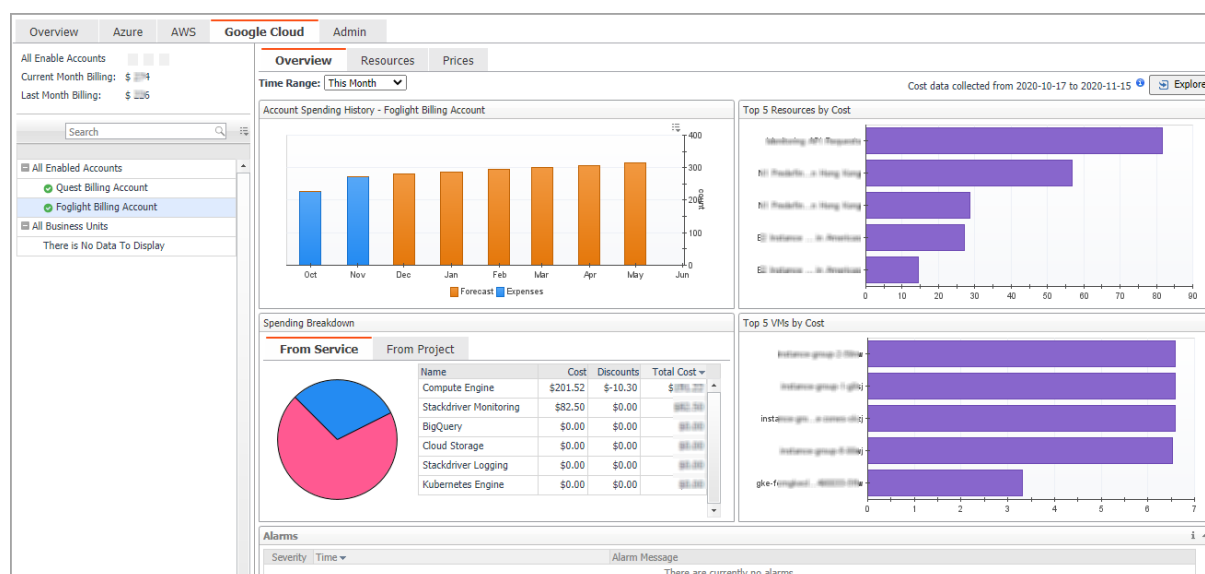 Overview Azure AWS Google Cloud Admin
All Enable Accounts
Current Month Billing: $
Last Month Billing: $
Search
All Enabled Accounts
Quest Billing Account
Foglight Billing Account
All Business Units
There is No Data To Display
Overview Resources Prices
Time Range: This Month
Cost data collected from 2020-10-17 to 2020-11-15 Explore
Account Spending History - Foglight Billing Account
400
300
200
100
0
count
Oct Nov Dec Jan Feb Mar Apr May Jun
Forecast Expenses
Top 5 Resources by Cost
0 10 20 30 40 50 60 70 80 90
Spending Breakdown
From Service From Project
Name Cost Discounts Total Cost
Compute Engine $201.52 $-10.30
Stackdriver Monitoring $82.50 $0.00
BigQuery $0.00 $0.00
Cloud Storage $0.00 $0.00
Stackdriver Logging $0.00 $0.00
Kubernetes Engine $0.00 $0.00
Top 5 VMs by Cost
0 1 2 3 4 5 6 7
Alarms
Severity Time Alarm Message
There are currently no alarms